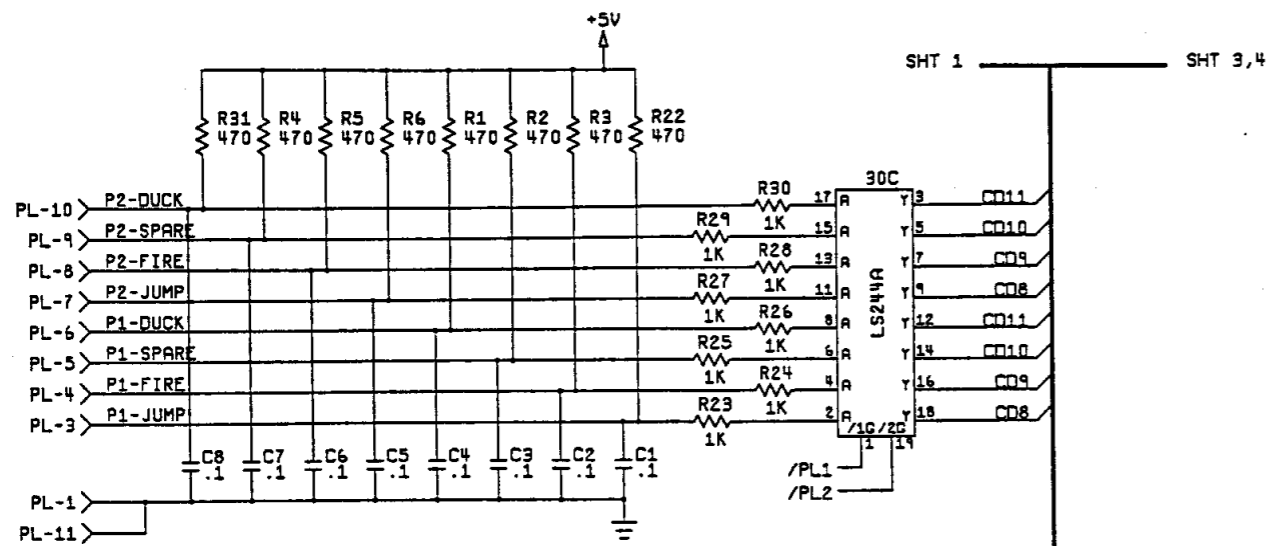 +5V
SHT 1
SHT 3,4
R31 R4 R5 R6 R1 R2 R3 R22
470 470 470 470 470 470 470 470
30C
PL-10 P2-DUCK R30 1K 17 A Y 3 CD11
PL-9 P2-SPARE R29 1K 15 A Y 5 CD10
PL-8 P2-FIRE R28 1K 13 A Y 7 CD9
PL-7 P2-JUMP R27 1K 11 A Y 9 CD8
LS244A
PL-6 P1-DUCK R26 1K 8 A Y 12 CD11
PL-5 P1-SPARE R25 1K 6 A Y 14 CD10
PL-4 P1-FIRE R24 1K 4 A Y 16 CD9
PL-3 P1-JUMP R23 1K 2 A Y 18 CD8
/1G /2G
1 19
C8 C7 C6 C5 C4 C3 C2 C1
.1 .1 .1 .1 .1 .1 .1 .1
/PL1
/PL2
PL-1
PL-11